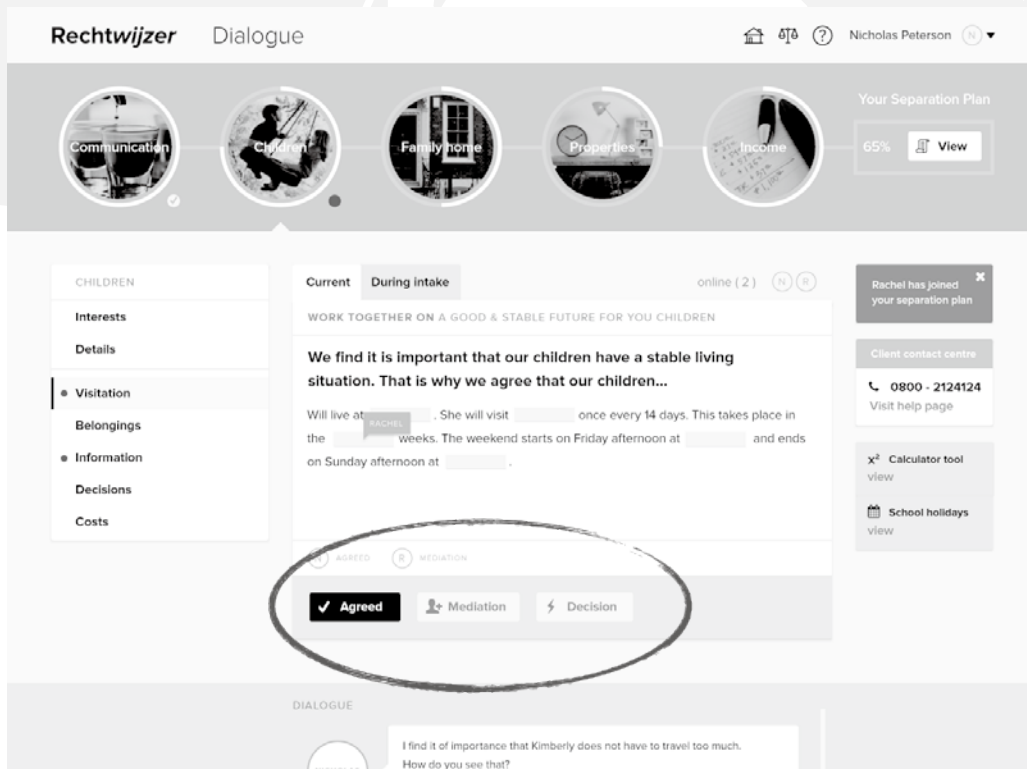 Rechtwijzer Dialogue
Nicholas Peterson N
Communication
Children
Family home
Properties
Income
Your Separation Plan
65% View
CHILDREN
Interests
Details
Visitation
Belongings
Information
Decisions
Costs
Current During intake online ( 2 ) N R
WORK TOGETHER ON A GOOD & STABLE FUTURE FOR YOU CHILDREN
We find it is important that our children have a stable living
situation. That is why we agree that our children...
Will live at . She will visit once every 14 days. This takes place in
RACHEL
the weeks. The weekend starts on Friday afternoon at and ends
on Sunday afternoon at .
N AGREED R MEDIATION
Agreed Mediation Decision
Rachel has joined
your separation plan
Client contact centre
0800 - 2124124
Visit help page
x² Calculator tool
view
School holidays
view
DIALOGUE
I find it of importance that Kimberly does not have to travel too much.
How do you see that?